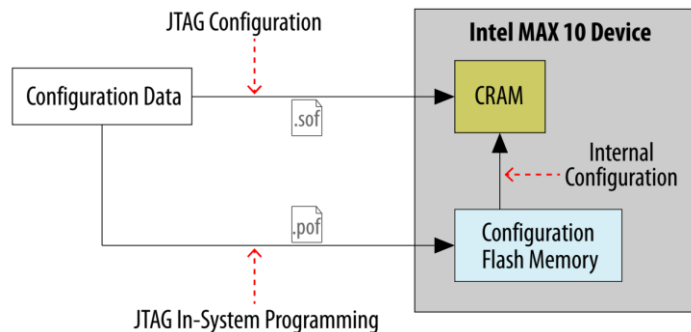 JTAG Configuration
Intel MAX 10 Device
Configuration Data
CRAM
.sof
Internal
Configuration
.pof
Configuration
Flash Memory
JTAG In-System Programming